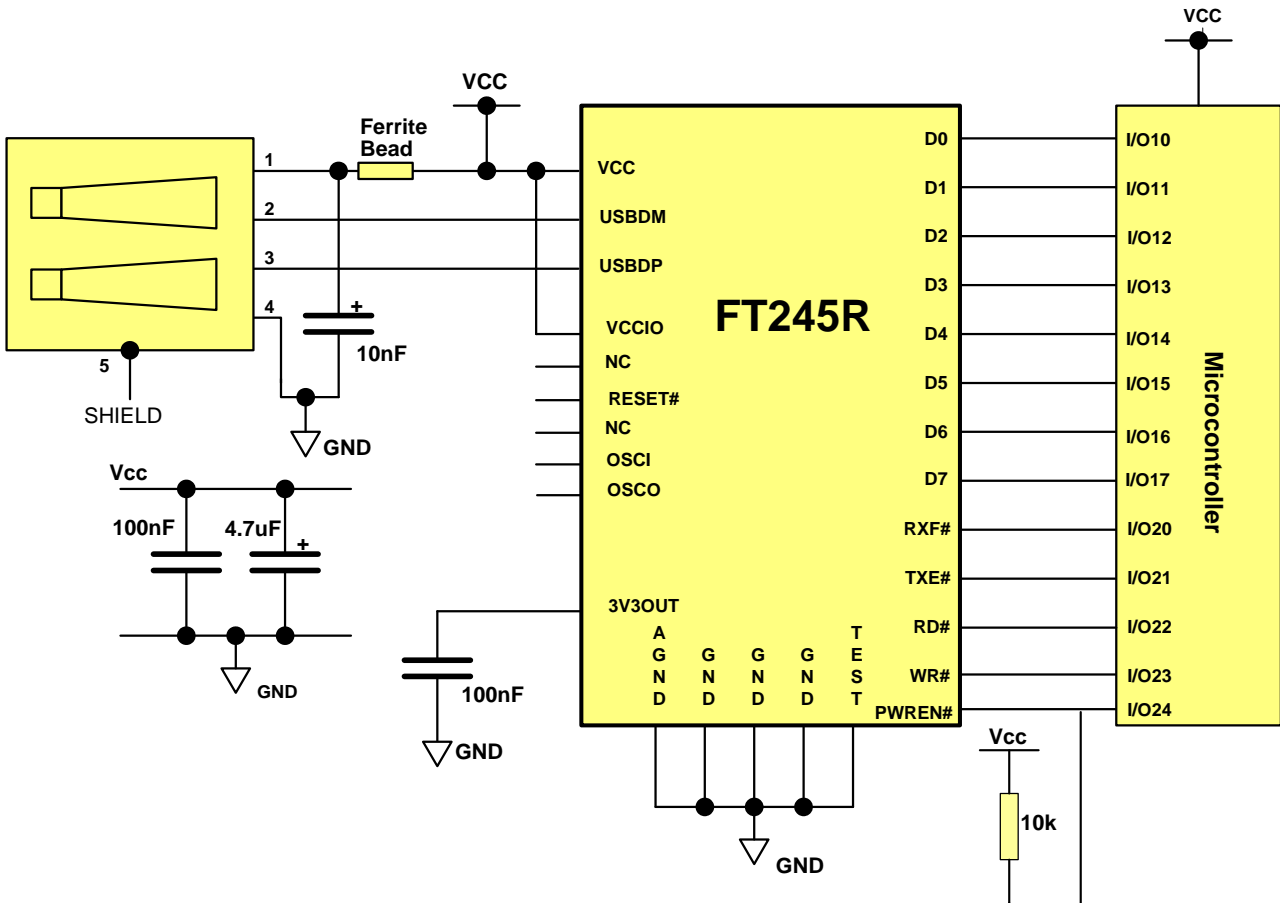 VCC
VCC
Ferrite
Bead
1
2
3
4
5
SHIELD
10nF
GND
Vcc
100nF
4.7uF
+
+
GND
VCC
USBDM
USBDP
VCCIO
NC
RESET#
NC
OSCI
OSCO
3V3OUT
100nF
GND
FT245R
AGND
GND
GND
GND
TEST
GND
D0
D1
D2
D3
D4
D5
D6
D7
RXF#
TXE#
RD#
WR#
PWREN#
I/O10
I/O11
I/O12
I/O13
I/O14
I/O15
I/O16
I/O17
I/O20
I/O21
I/O22
I/O23
I/O24
Microcontroller
Vcc
10k